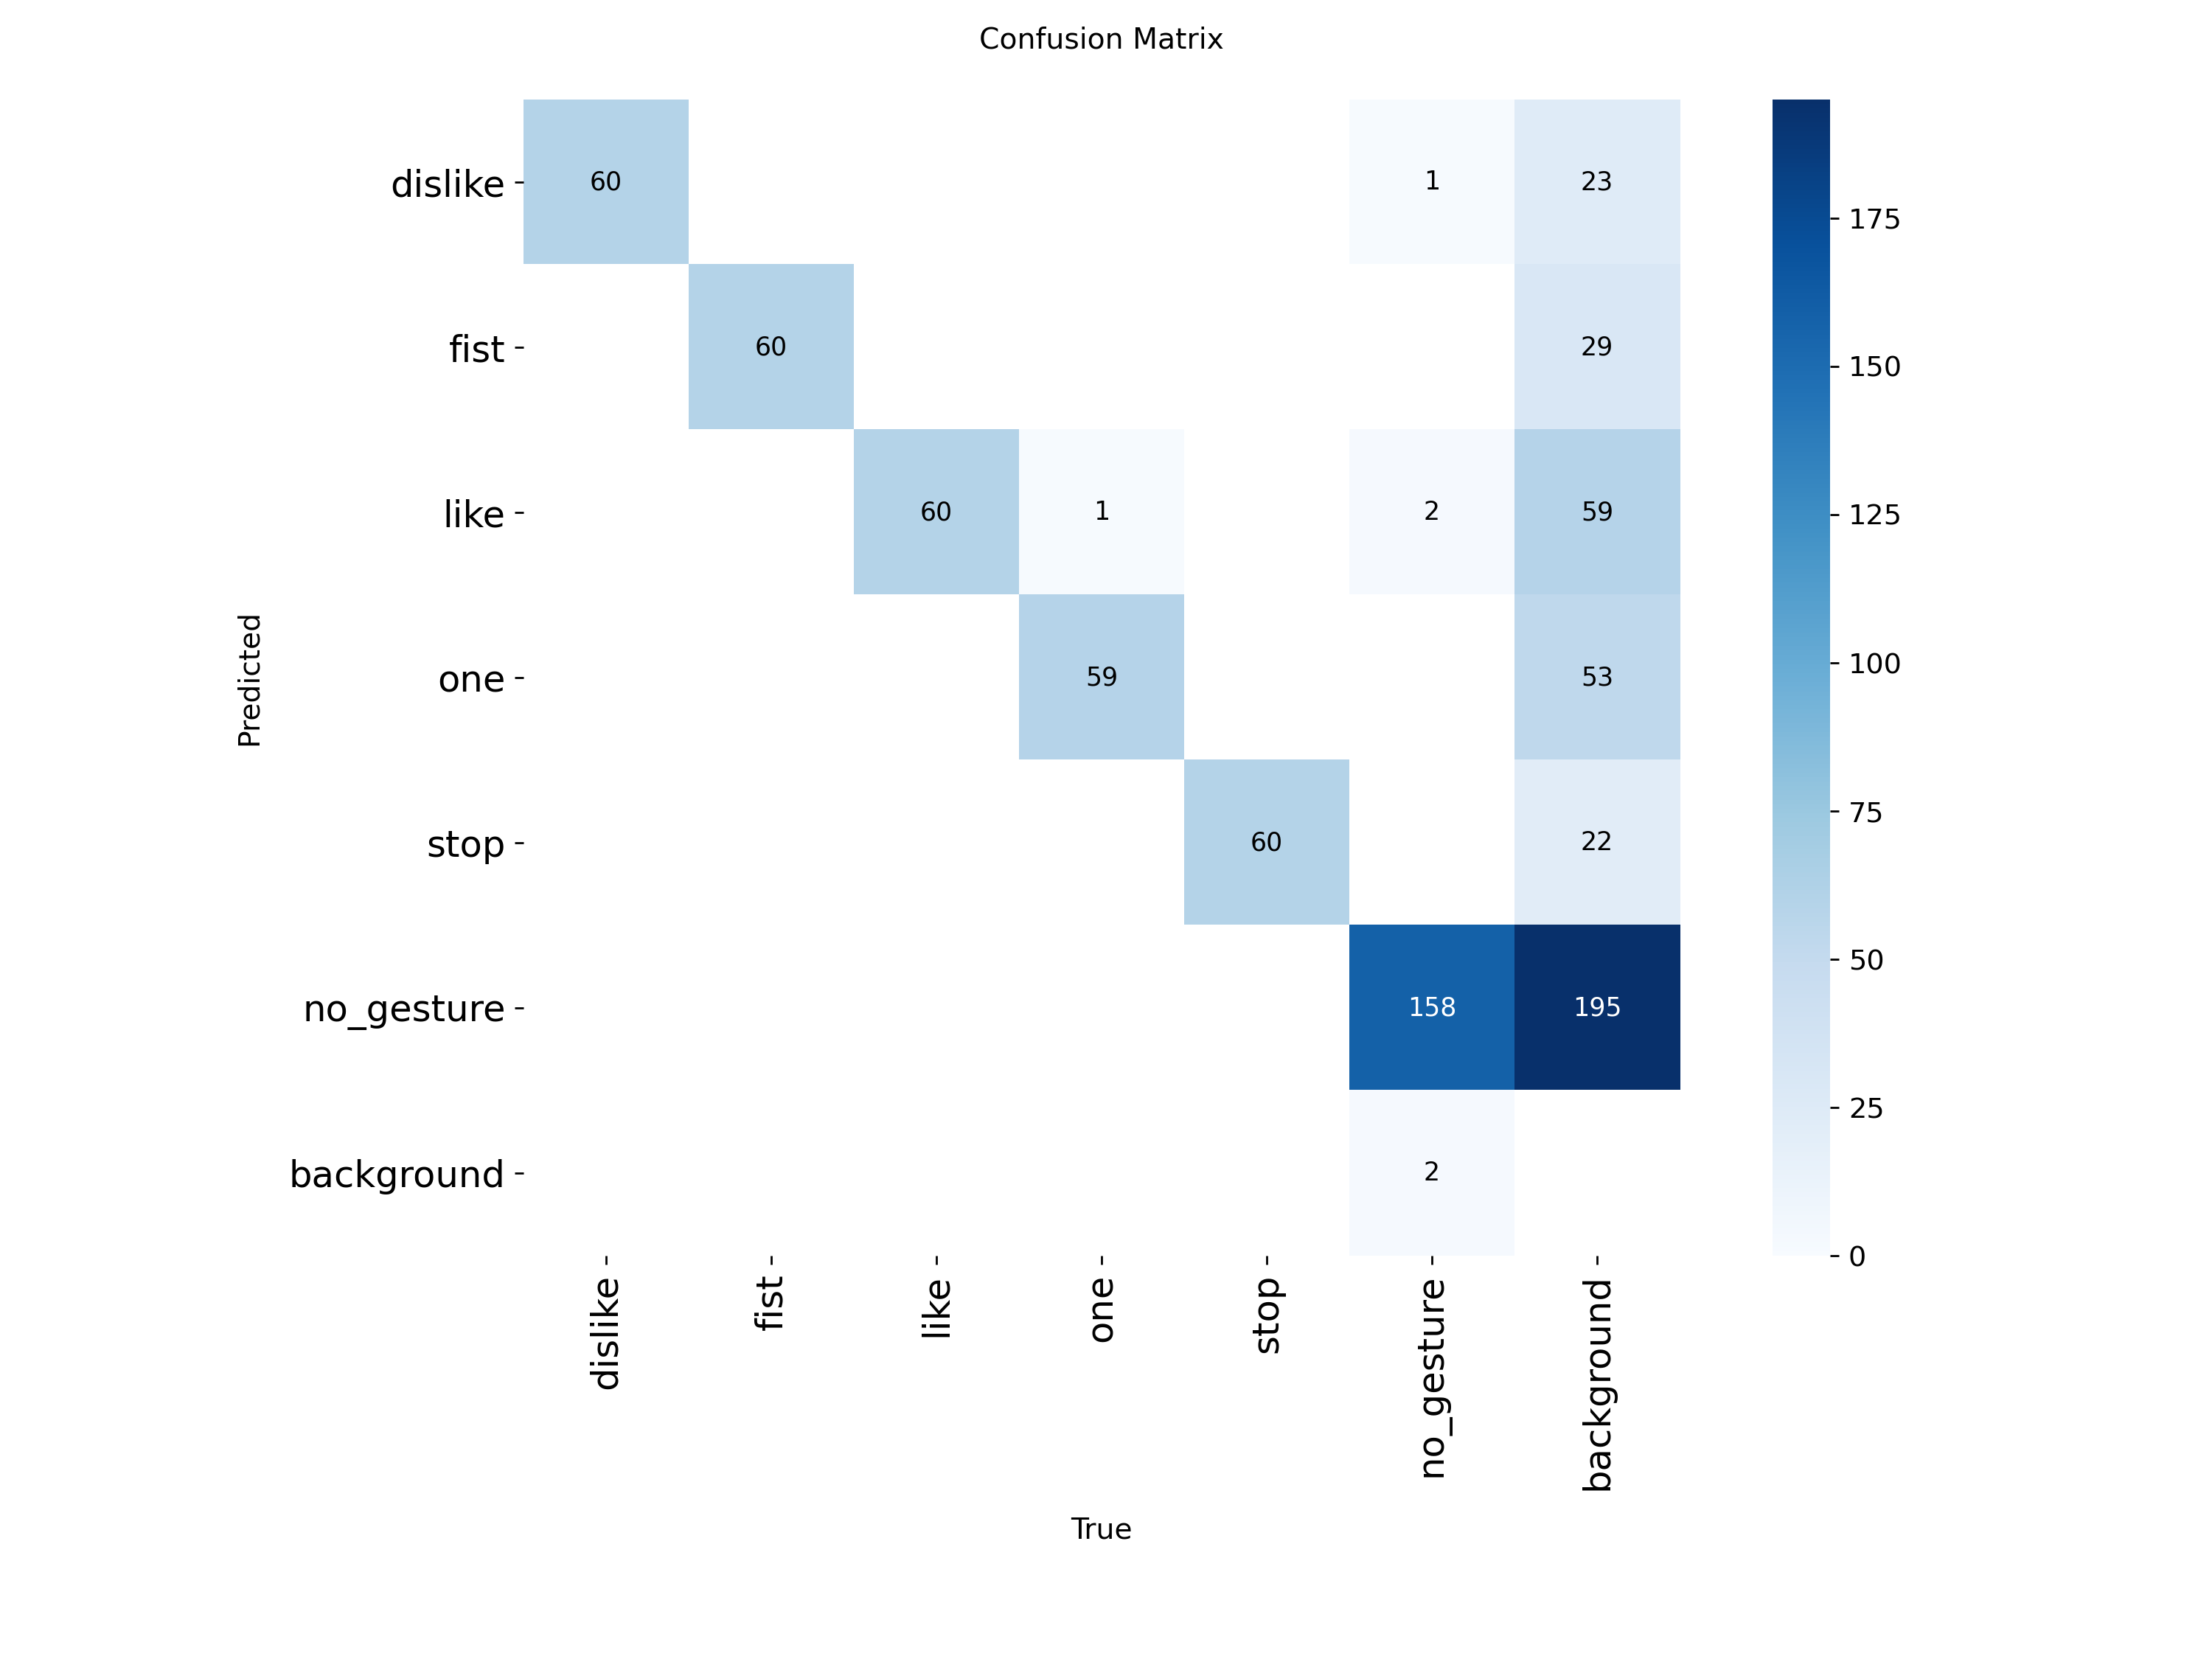 Confusion Matrix
dislike
60
1
23
175
fist
60
29
150
like
60
1
2
59
125
Predicted
one
59
53
100
stop
60
22
75
no_gesture
158
195
50
background
2
25
0
dislike
fist
like
one
stop
no_gesture
background
True